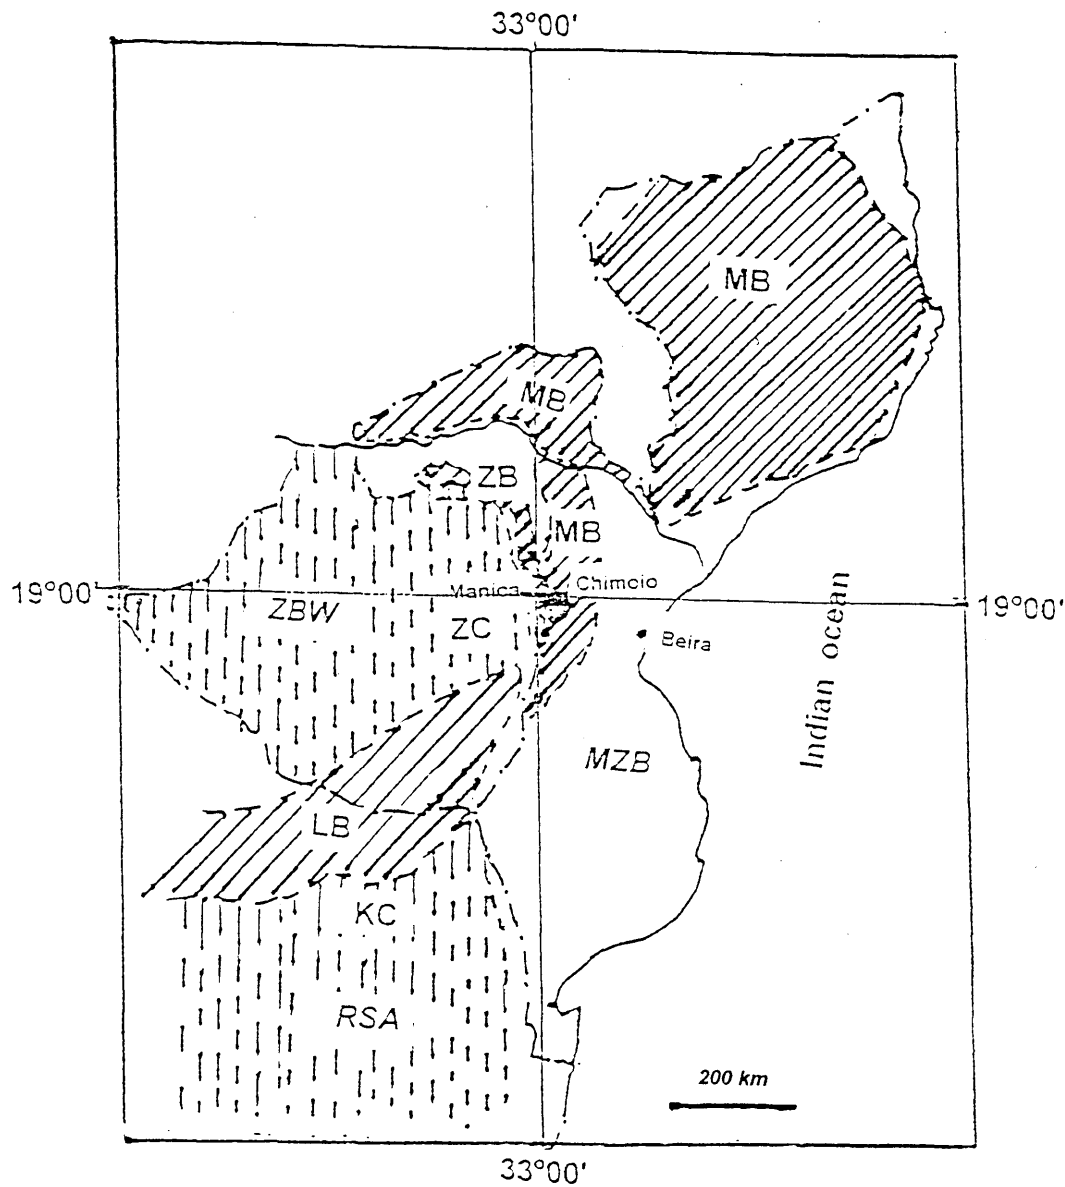 33°00'
MB
MB
ZB
MB
Manica
Chimoio
19°00'
19°00'
ZBW
ZC
Beira
Indian ocean
MZB
LB
KC
RSA
200 km
33°00'